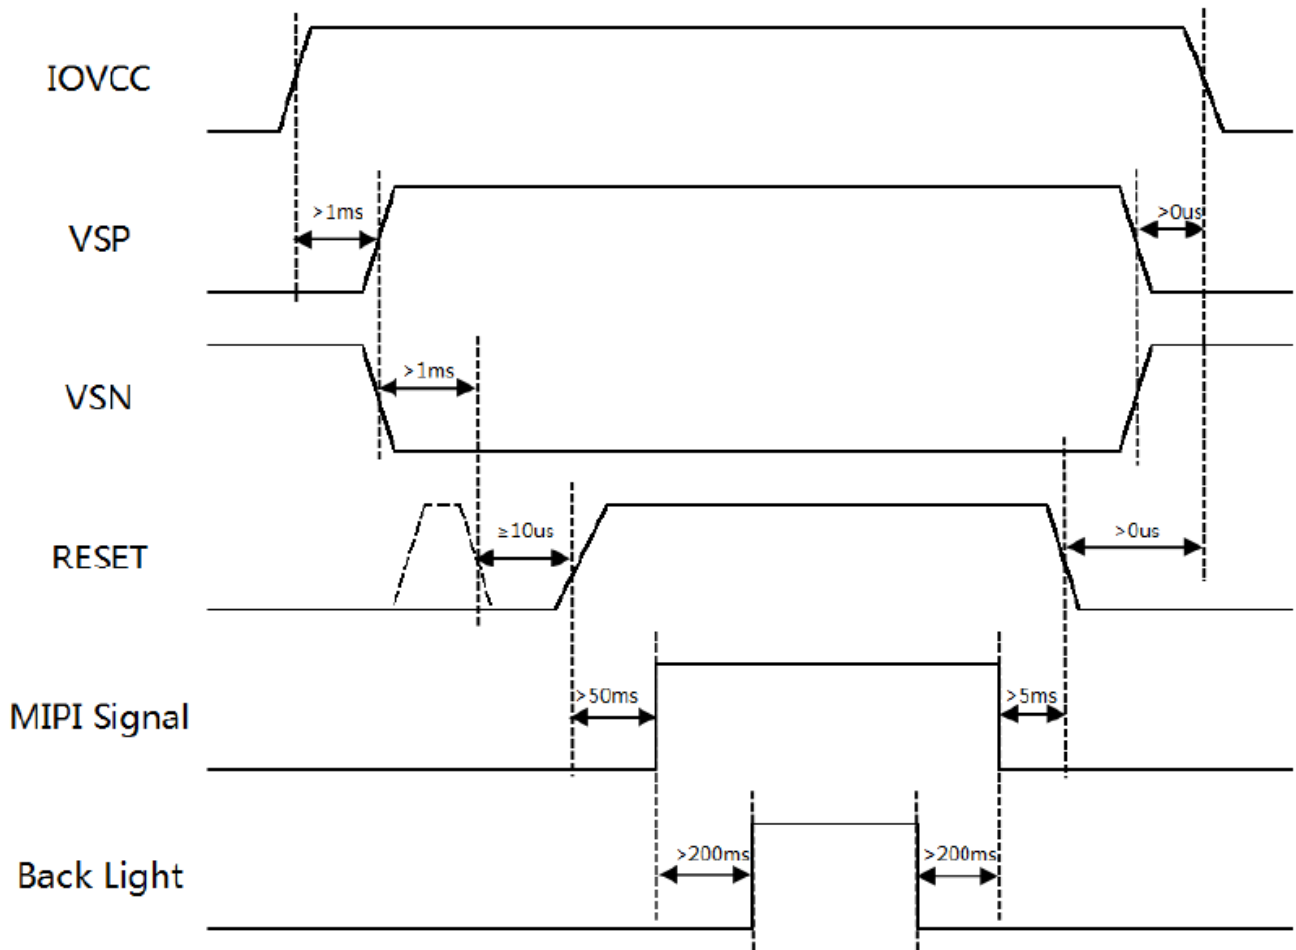 IOVCC
>1ms
>0us
VSP
>1ms
VSN
≥10us
>0us
RESET
>50ms
>5ms
MIPI Signal
>200ms
>200ms
Back Light